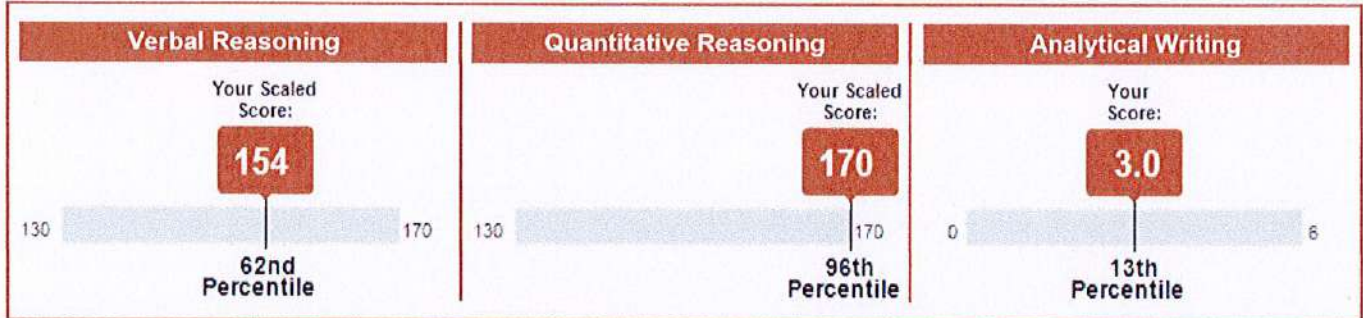 Verbal Reasoning
Your Scaled
Score:
154
130
170
62nd
Percentile
Quantitative Reasoning
Your Scaled
Score:
170
130
170
96th
Percentile
Analytical Writing
Your
Score:
3.0
0
6
13th
Percentile